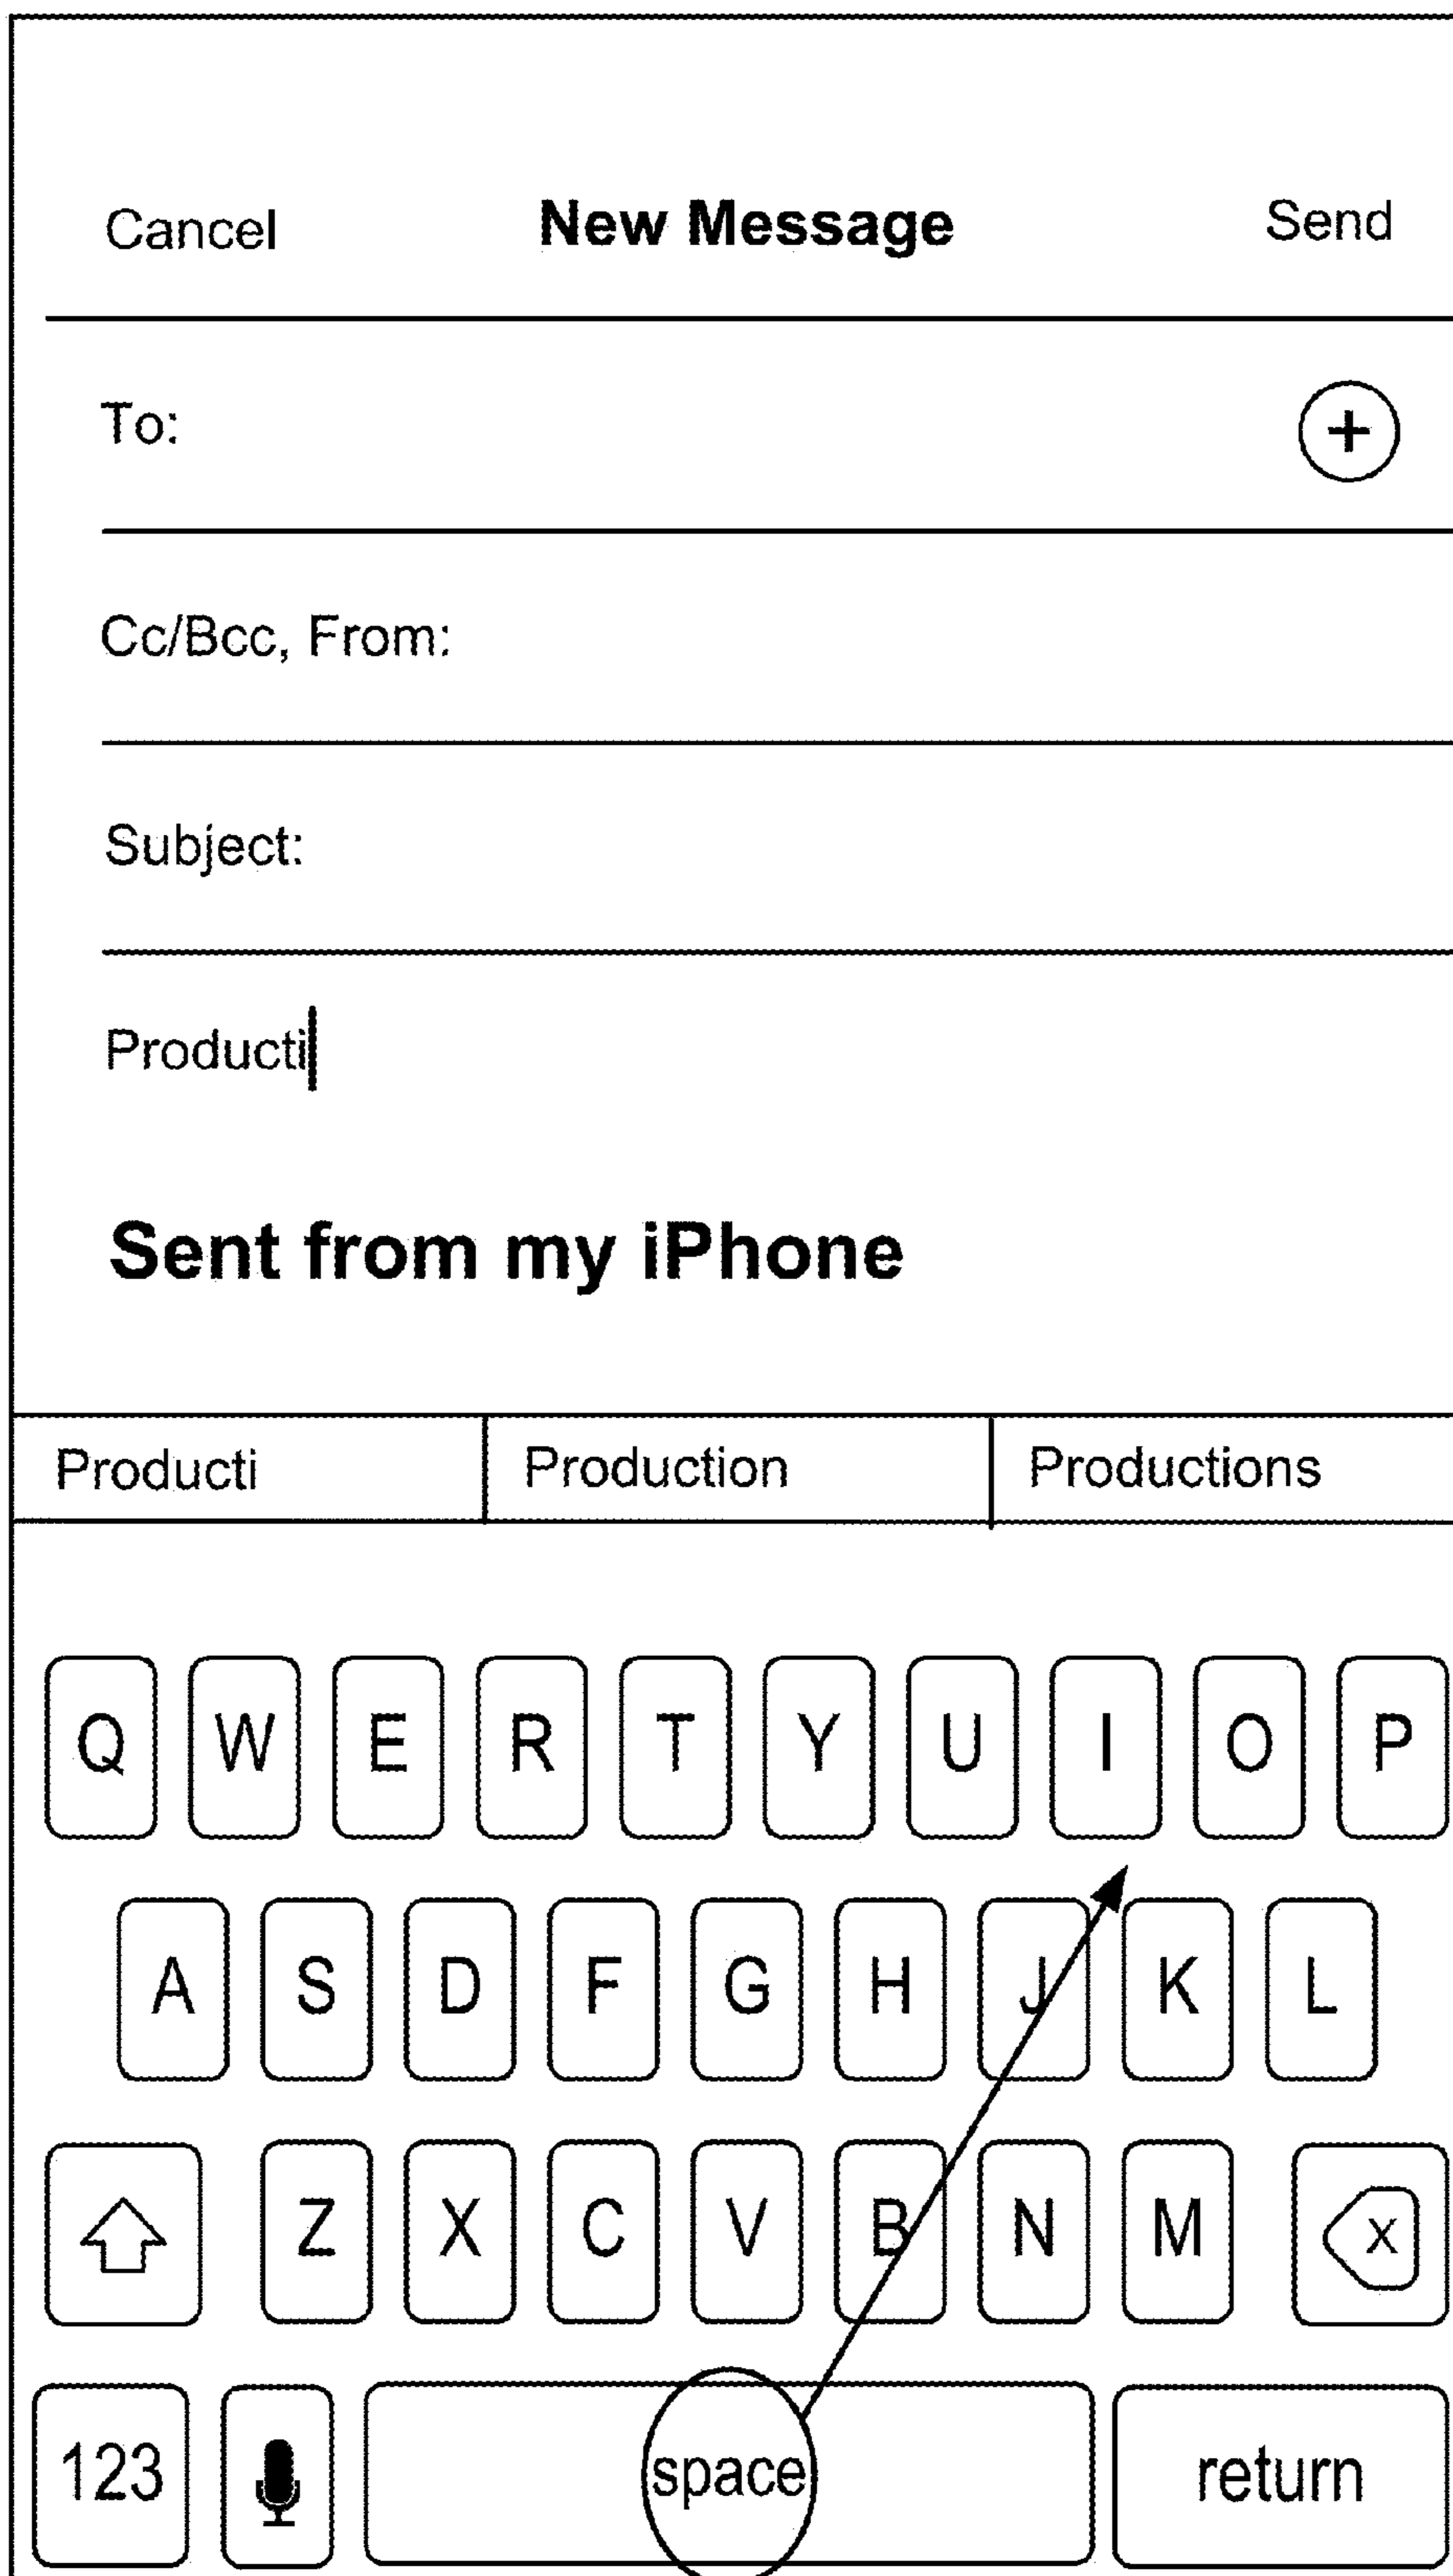 Cancel New Message Send
To: +
Cc/Bcc, From:
Subject:
Producti
Sent from my iPhone
Producti Production Productions
Q W E R T Y U I O P
A S D F G H J K L
Z X C V B N M X
123 space return